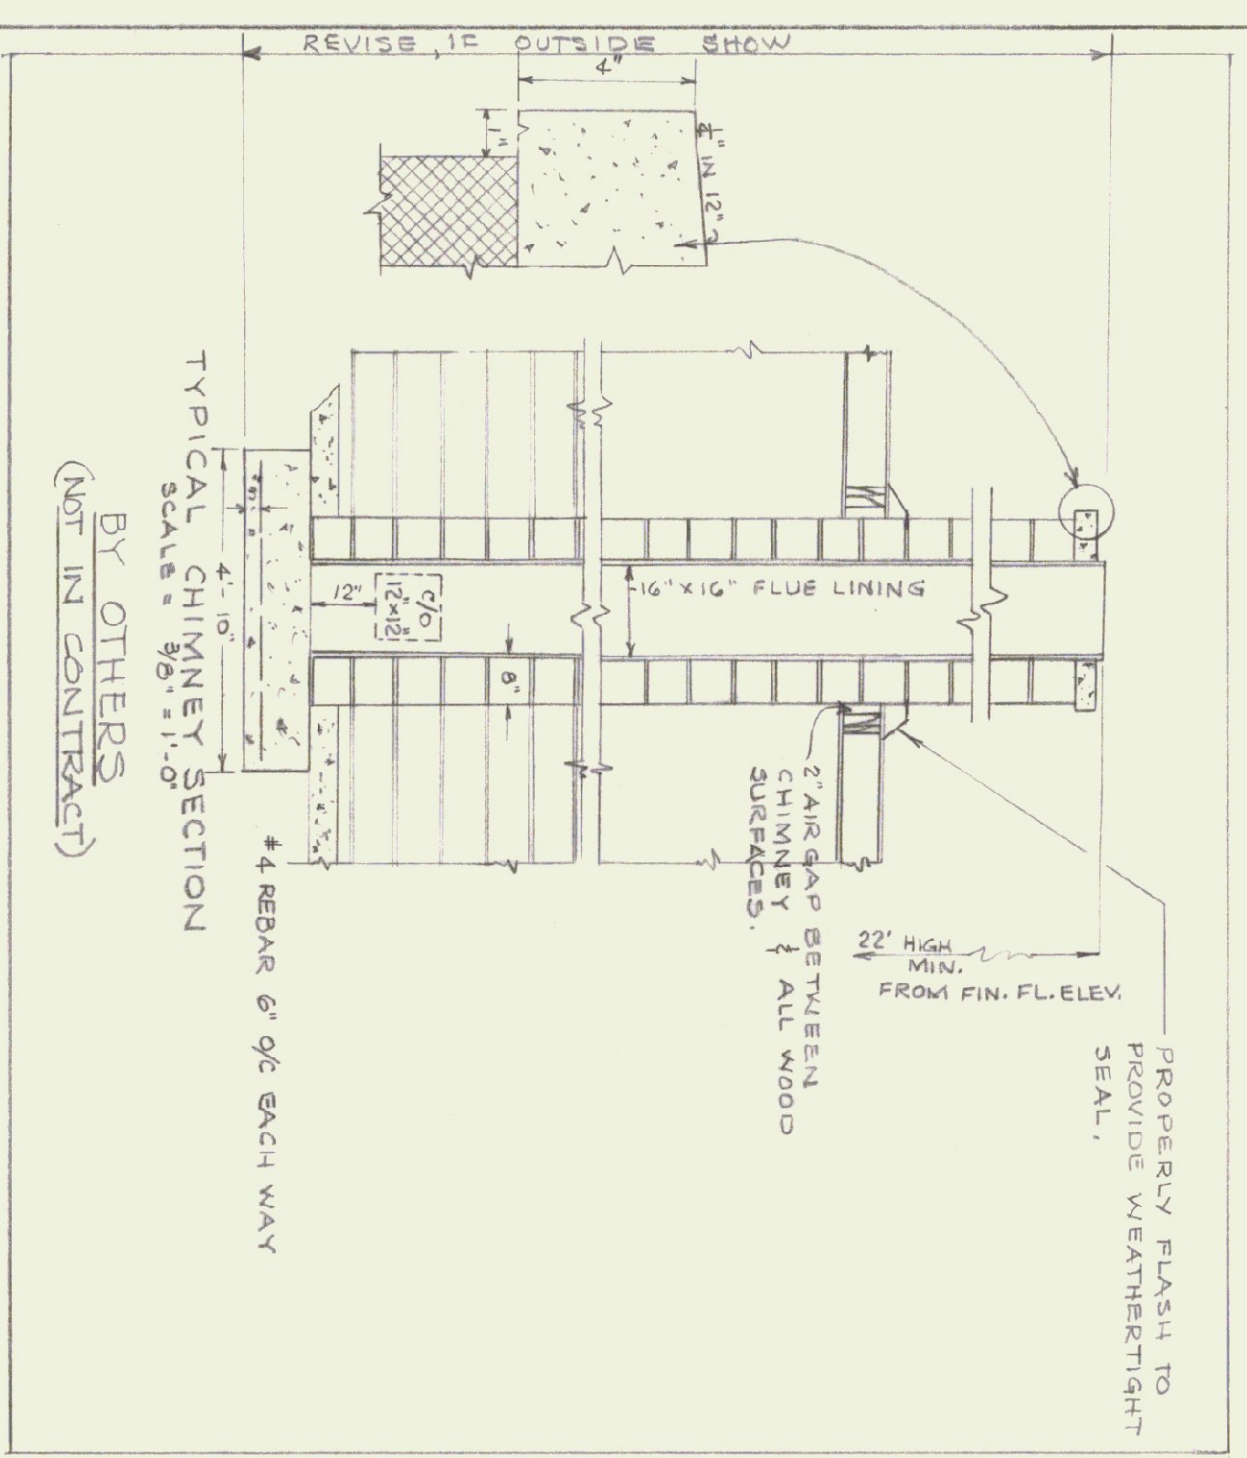 REVISE, IF OUTSIDE SHOW
4"
1"
1/4" IN 12"
16" x 16" FLUE LINING
12"
C/O
12"x12"
8"
4'-10"
2" AIR GAP BETWEEN
CHIMNEY & ALL WOOD
SURFACES.
22' HIGH
MIN.
FROM FIN. FL. ELEV.
PROPERLY FLASH TO
PROVIDE WEATHERTIGHT
SEAL.
#4 REBAR 6" O/C EACH WAY
TYPICAL CHIMNEY SECTION
SCALE = 3/8" = 1'-0"
BY OTHERS
(NOT IN CONTRACT)